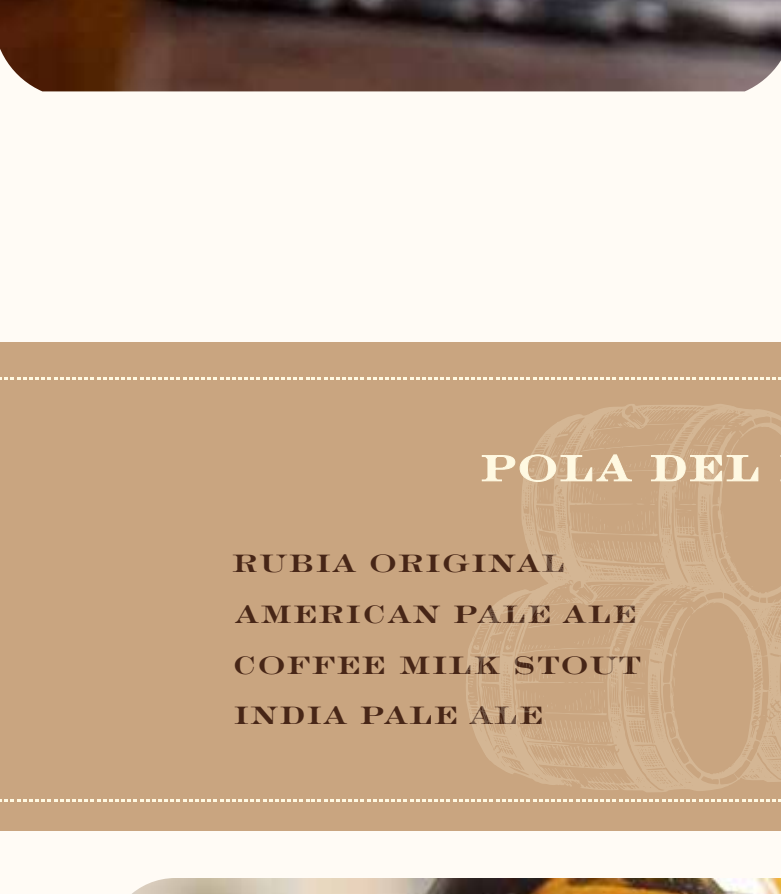 POLA DEL
RUBIA ORIGINAL
AMERICAN PALE ALE
COFFEE MILK STOUT
INDIA PALE ALE